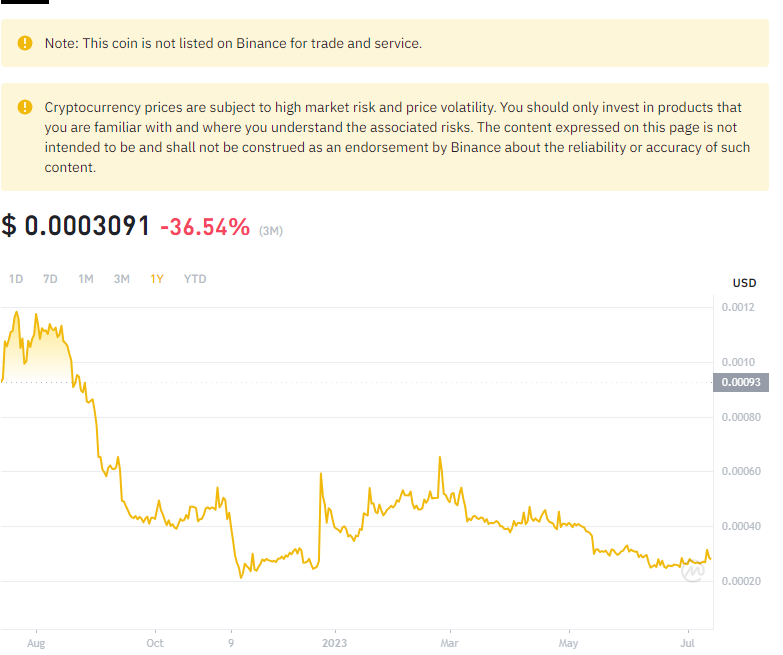 Note: This coin is not listed on Binance for trade and service.
Cryptocurrency prices are subject to high market risk and price volatility. You should only invest in products that
you are familiar with and where you understand the associated risks. The content expressed on this page is not
intended to be and shall not be construed as an endorsement by Binance about the reliability or accuracy of such
content.
$ 0.0003091 -36.54% (3M)
1D 7D 1M 3M 1Y YTD
USD
0.0012
0.0010
0.00093
0.00080
0.00060
0.00040
0.00020
Aug Oct 9 2023 Mar May Jul